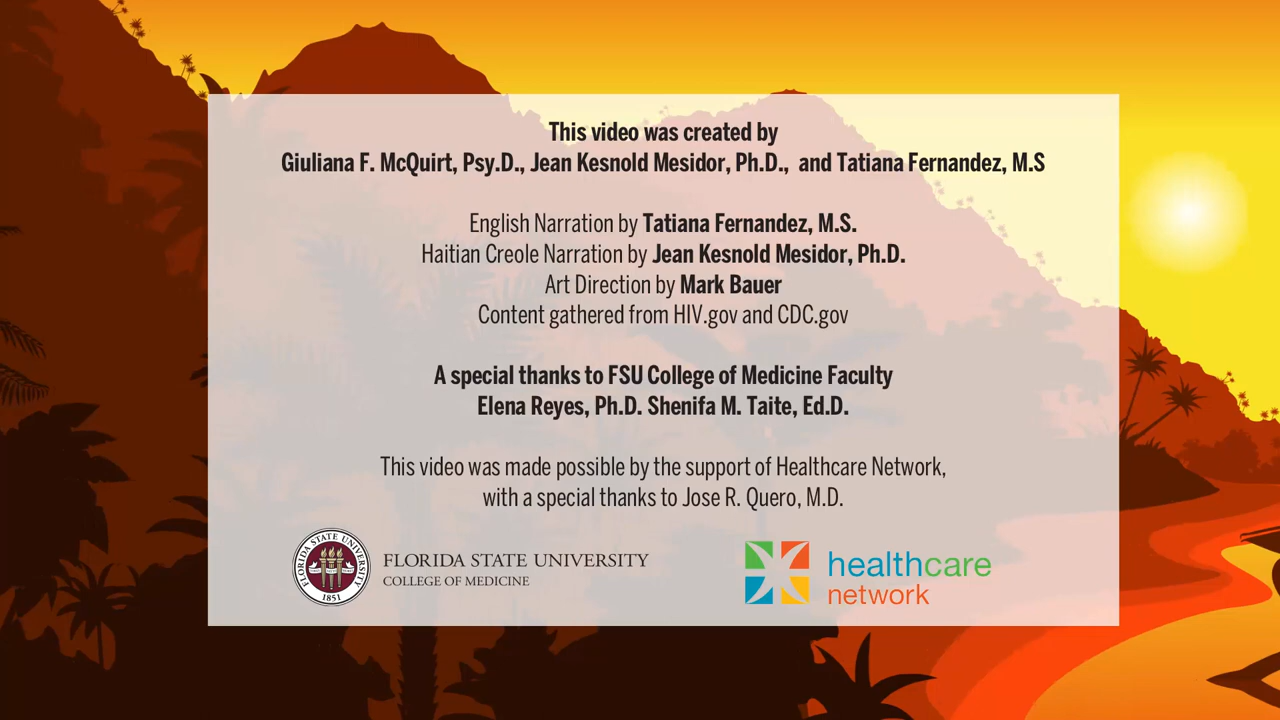 This video was created by
Giuliana F. McQuirt, Psy.D., Jean Kesnold Mesidor, Ph.D., and Tatiana Fernandez, M.S
English Narration by Tatiana Fernandez, M.S.
Haitian Creole Narration by Jean Kesnold Mesidor, Ph.D.
Art Direction by Mark Bauer
Content gathered from HIV.gov and CDC.gov
A special thanks to FSU College of Medicine Faculty
Elena Reyes, Ph.D. Shenifa M. Taite, Ed.D.
This video was made possible by the support of Healthcare Network,
with a special thanks to Jose R. Quero, M.D.
FLORIDA STATE UNIVERSITY
1851
FLORIDA STATE UNIVERSITY
COLLEGE OF MEDICINE
healthcare
network